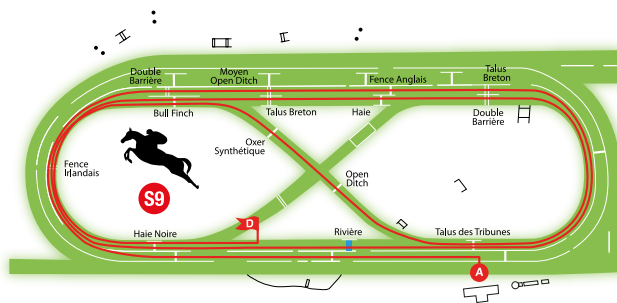 Double
Barrière
Moyen
Open Ditch
Fence Anglais
Talus
Breton
Bull Finch
Talus Breton
Haie
Double
Barrière
Oxer
Synthétique
Fence
Irlandais
Open
Ditch
S9
D
Haie Noire
Rivière
Talus des Tribunes
A